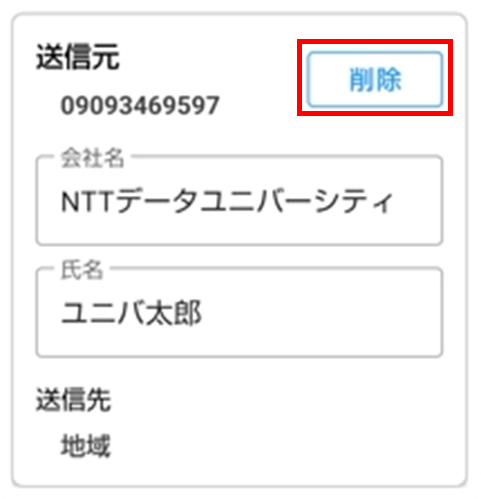 送信元
削除
09093469597
会社名
NTTデータユニバーシティ
氏名
ユニバ太郎
送信先
地域